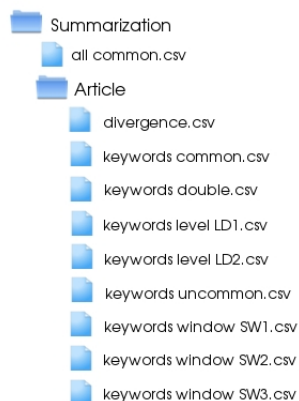 Summarization
all common.csv
Article
divergence.csv
keywords common.csv
keywords double.csv
keywords level LD1.csv
keywords level LD2.csv
keywords uncommon.csv
keywords window SW1.csv
keywords window SW2.csv
keywords window SW3.csv